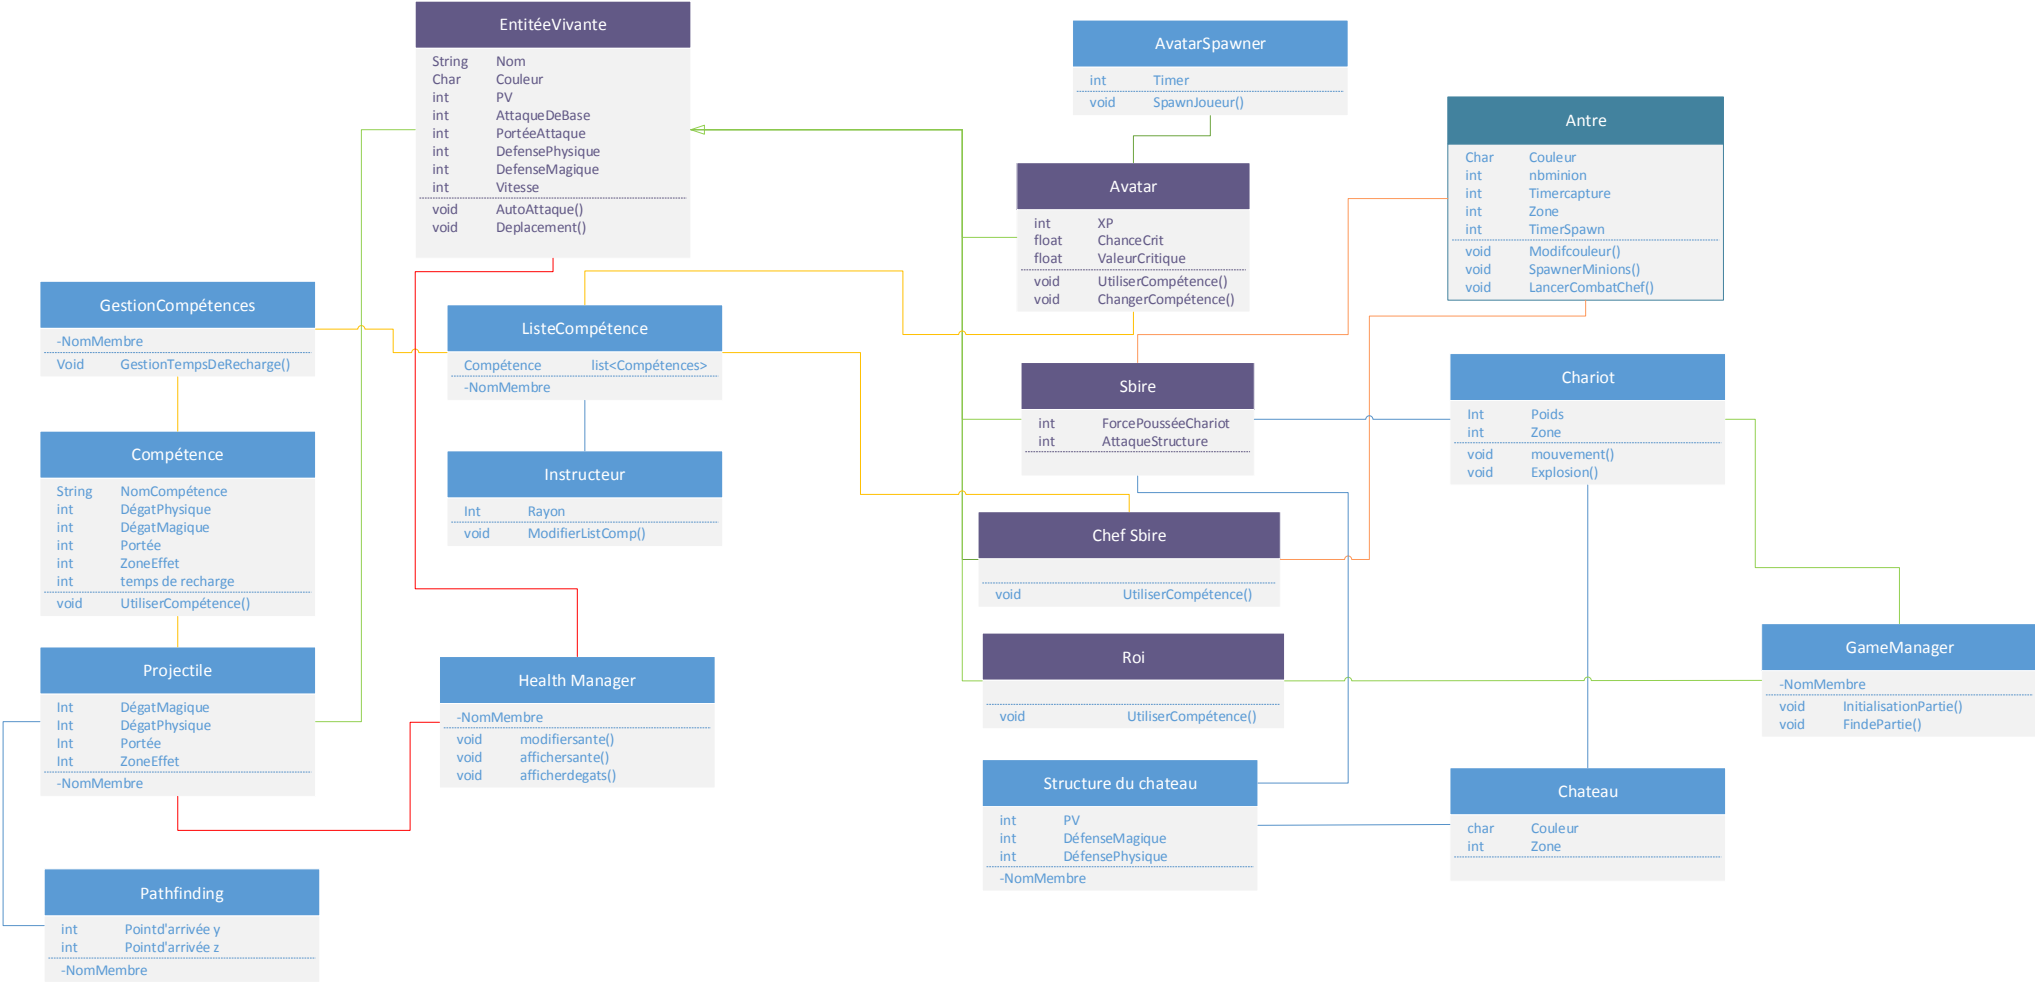 EntitéeVivante
String Nom
Char Couleur
int PV
int AttaqueDeBase
int PortéeAttaque
int DefensePhysique
int DefenseMagique
int Vitesse
void AutoAttaque()
void Deplacement()
AvatarSpawner
int Timer
void SpawnJoueur()
Antre
Char Couleur
int nbminion
int Timercapture
int Zone
int TimerSpawn
void Modifcouleur()
void SpawnerMinions()
void LancerCombatChef()
Avatar
int XP
float ChanceCrit
float ValeurCritique
void UtiliserCompétence()
void ChangerCompétence()
GestionCompétences
-NomMembre
Void GestionTempsDeRecharge()
ListeCompétence
Compétence list<Compétences>
-NomMembre
Sbire
int ForcePousséeChariot
int AttaqueStructure
Chariot
Int Poids
int Zone
void mouvement()
void Explosion()
Compétence
String NomCompétence
int DégatPhysique
int DégatMagique
int Portée
int ZoneEffet
int temps de recharge
void UtiliserCompétence()
Instructeur
Int Rayon
void ModifierListComp()
Chef Sbire
void UtiliserCompétence()
Roi
void UtiliserCompétence()
GameManager
-NomMembre
void InitialisationPartie()
void FindePartie()
Projectile
Int DégatMagique
Int DégatPhysique
Int Portée
Int ZoneEffet
-NomMembre
Health Manager
-NomMembre
void modifiersante()
void affichersante()
void afficherdegats()
Structure du chateau
int PV
int DéfenseMagique
int DéfensePhysique
-NomMembre
Chateau
char Couleur
int Zone
Pathfinding
int Pointd'arrivée y
int Pointd'arrivée z
-NomMembre